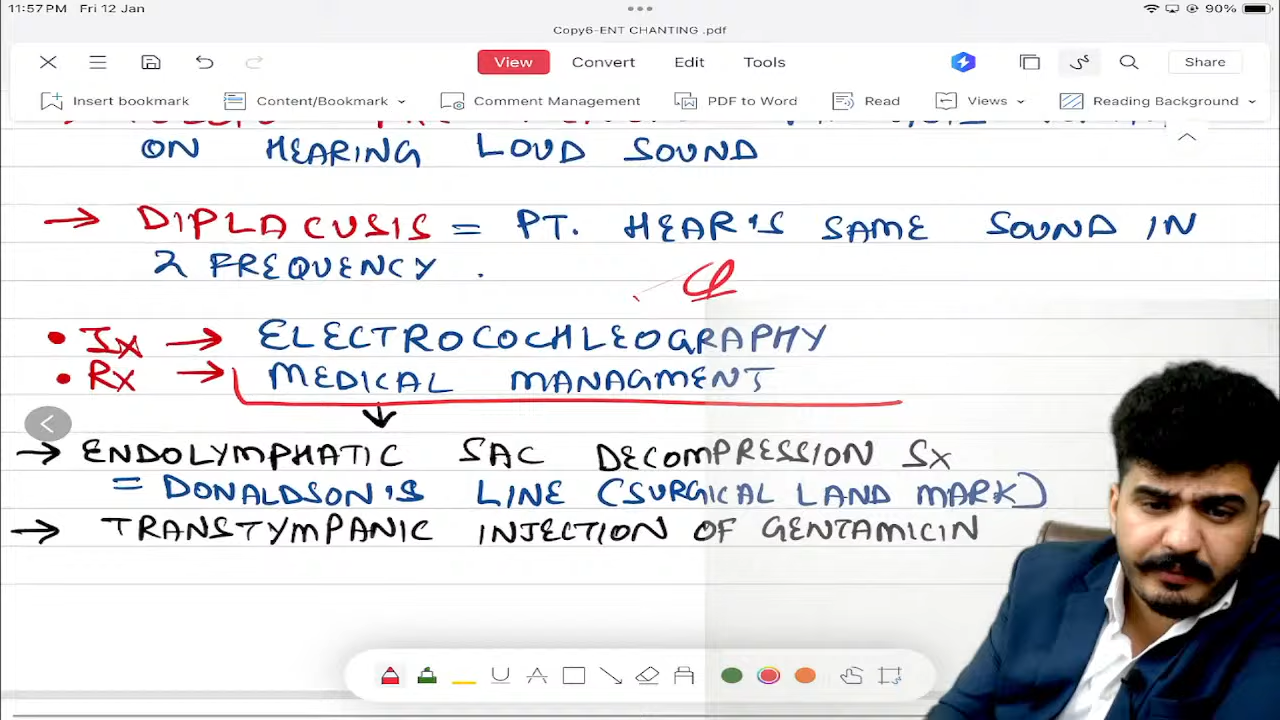 11:57 PM Fri 12 Jan
90%
Copy6-ENT CHANTING .pdf
View Convert Edit Tools
Share
Insert bookmark Content/Bookmark Comment Management PDF to Word Read Views Reading Background
ON HEARING LOUD SOUND
→ DIPLACUSIS = PT. HEAR'S SAME SOUND IN
2 FREQUENCY .
• Ix → ELECTROCOCHLEOGRAPHY
• Rx → MEDICAL MANAGMENT
→ ENDOLYMPHATIC SAC DECOMPRESSION Sx
= DONALDSON'S LINE (SURGICAL LAND MARK)
→ TRANSTYMPANIC INJECTION OF GENTAMICIN